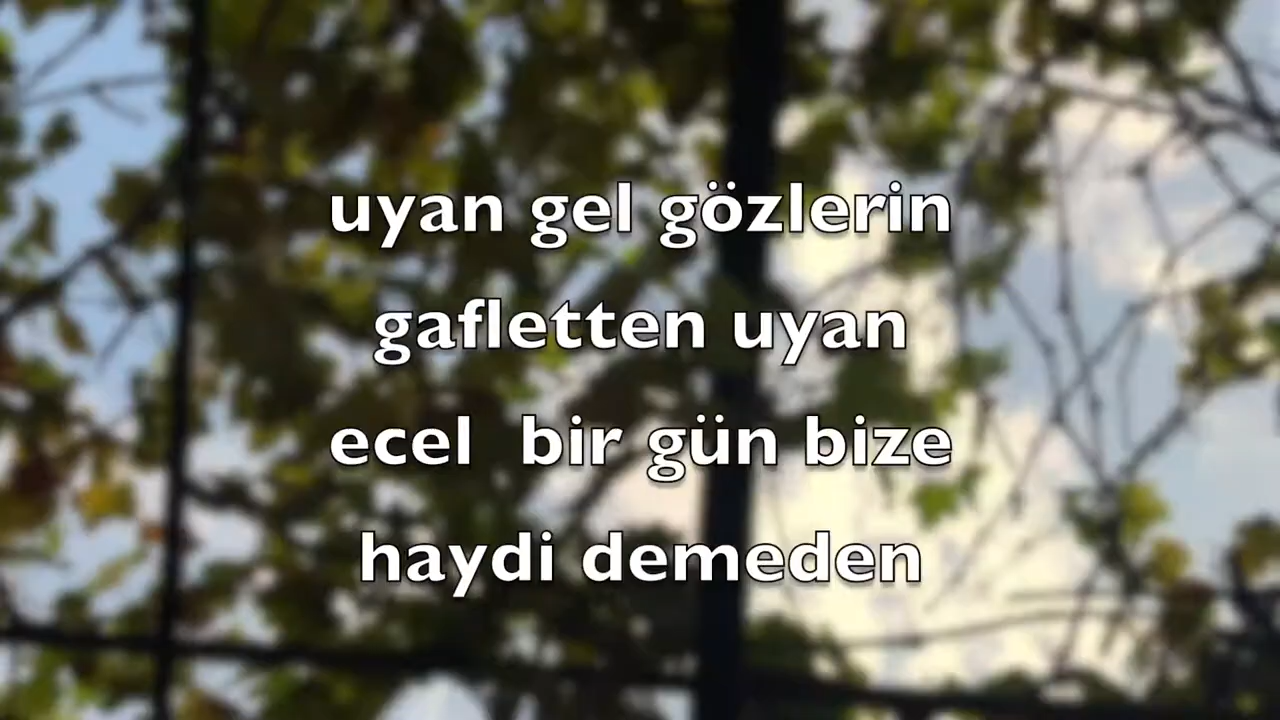 uyan gel gözlerin
gafletten uyan
ecel  bir gün bize
haydi demeden